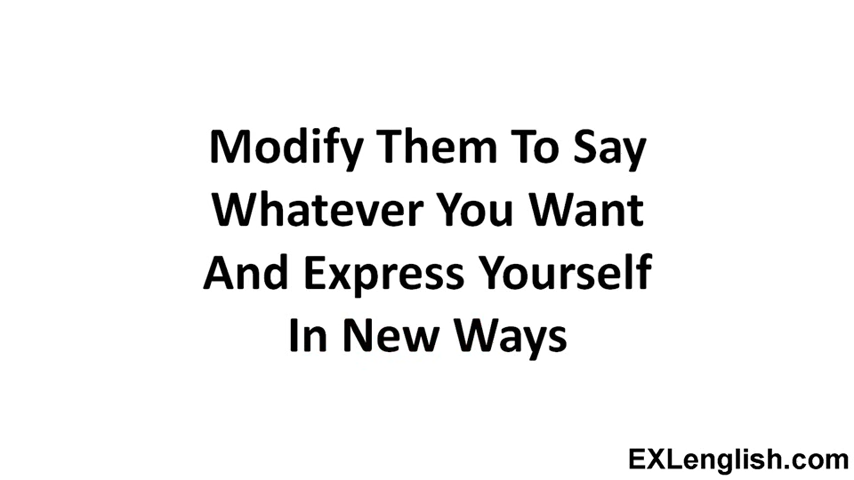 Modify Them To Say
Whatever You Want
And Express Yourself
In New Ways
EXLenglish.com